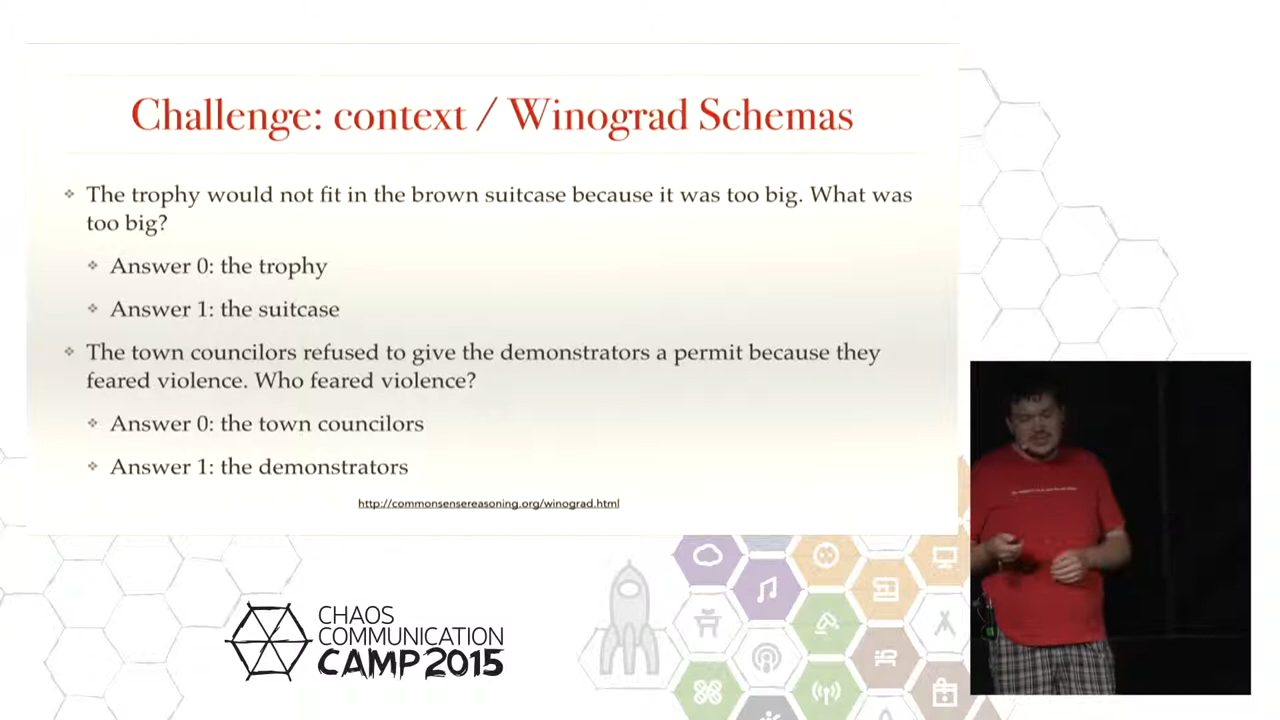 Challenge: context / Winograd Schemas
The trophy would not fit in the brown suitcase because it was too big. What was
too big?
Answer 0: the trophy
Answer 1: the suitcase
The town councilors refused to give the demonstrators a permit because they
feared violence. Who feared violence?
Answer 0: the town councilors
Answer 1: the demonstrators
http://commonsensereasoning.org/winograd.html
CHAOS
COMMUNICATION
CAMP 2015